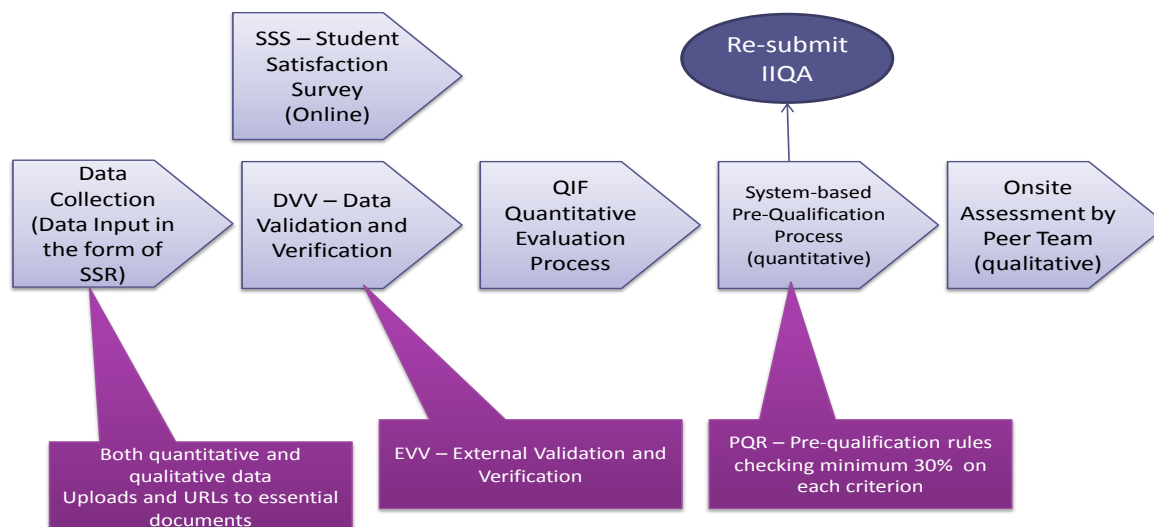 SSS – Student
Satisfaction
Survey
(Online)
Re-submit
IIQA
Data
Collection
(Data Input in
the form of
SSR)
DVV – Data
Validation and
Verification
QIF
Quantitative
Evaluation
Process
System-based
Pre-Qualification
Process
(quantitative)
Onsite
Assessment by
Peer Team
(qualitative)
Both quantitative and
qualitative data
Uploads and URLs to essential
documents
EVV – External Validation and
Verification
PQR – Pre-qualification rules
checking minimum 30% on
each criterion